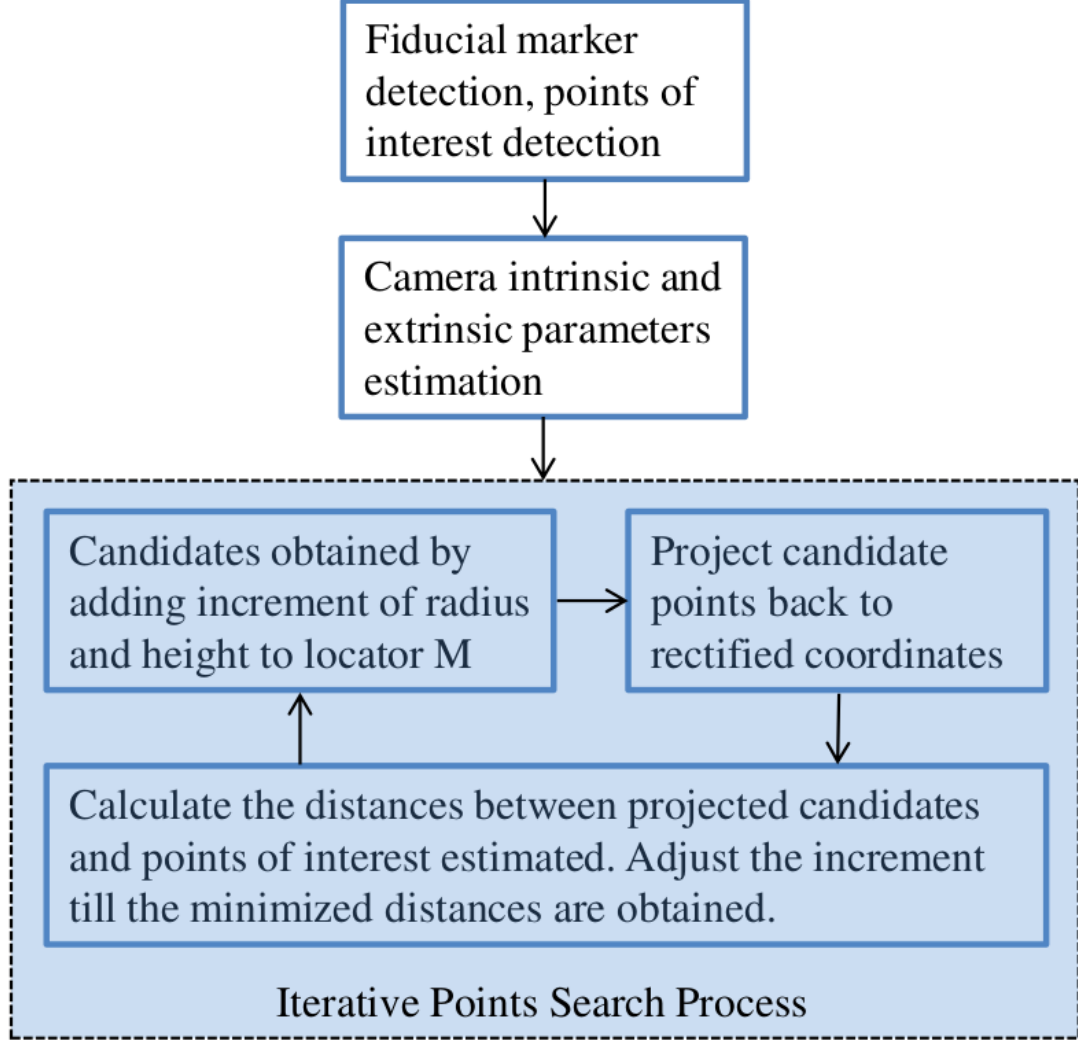 Fiducial marker
detection, points of
interest detection
Camera intrinsic and
extrinsic parameters
estimation
Candidates obtained by
adding increment of radius
and height to locator M
Project candidate
points back to
rectified coordinates
Calculate the distances between projected candidates
and points of interest estimated. Adjust the increment
till the minimized distances are obtained.
Iterative Points Search Process